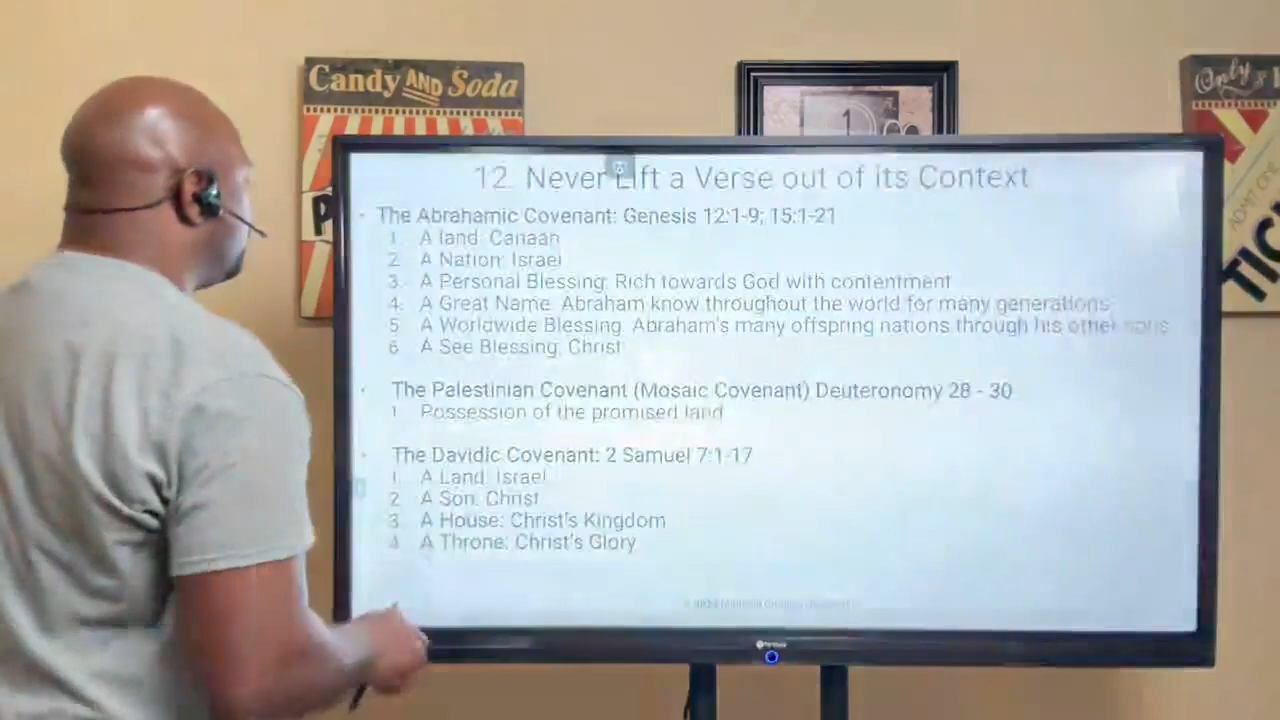 Candy AND Soda
Only
ADMIT ONE
TIC
P
12. Never Lift a Verse out of its Context
• The Abrahamic Covenant: Genesis 12:1-9; 15:1-21
1. A land: Canaan
2. A Nation: Israel
3. A Personal Blessing: Rich towards God with contentment
4. A Great Name: Abraham know throughout the world for many generations
5. A Worldwide Blessing: Abraham's many offspring nations through his other sons
6. A See Blessing: Christ
• The Palestinian Covenant (Mosaic Covenant) Deuteronomy 28 - 30
1. Possession of the promised land
• The Davidic Covenant: 2 Samuel 7:1-17
1. A Land: Israel
2. A Son: Christ
3. A House: Christ's Kingdom
4. A Throne: Christ's Glory